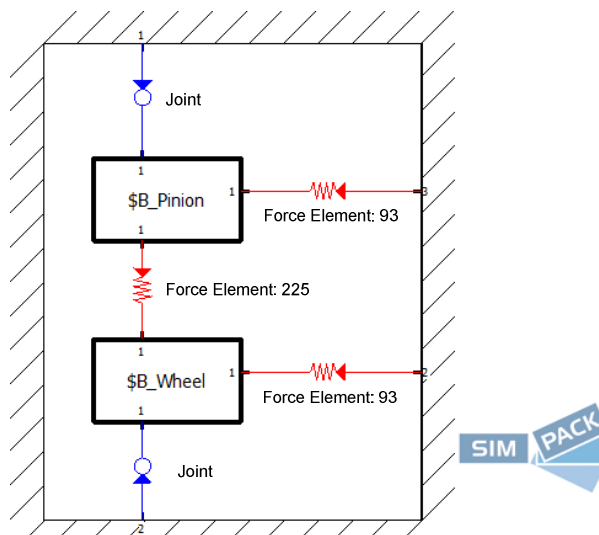 1
Joint
1
$B_Pinion
1
3
Force Element: 93
1
Force Element: 225
1
$B_Wheel
1
2
Force Element: 93
1
Joint
2
SIM
PACK